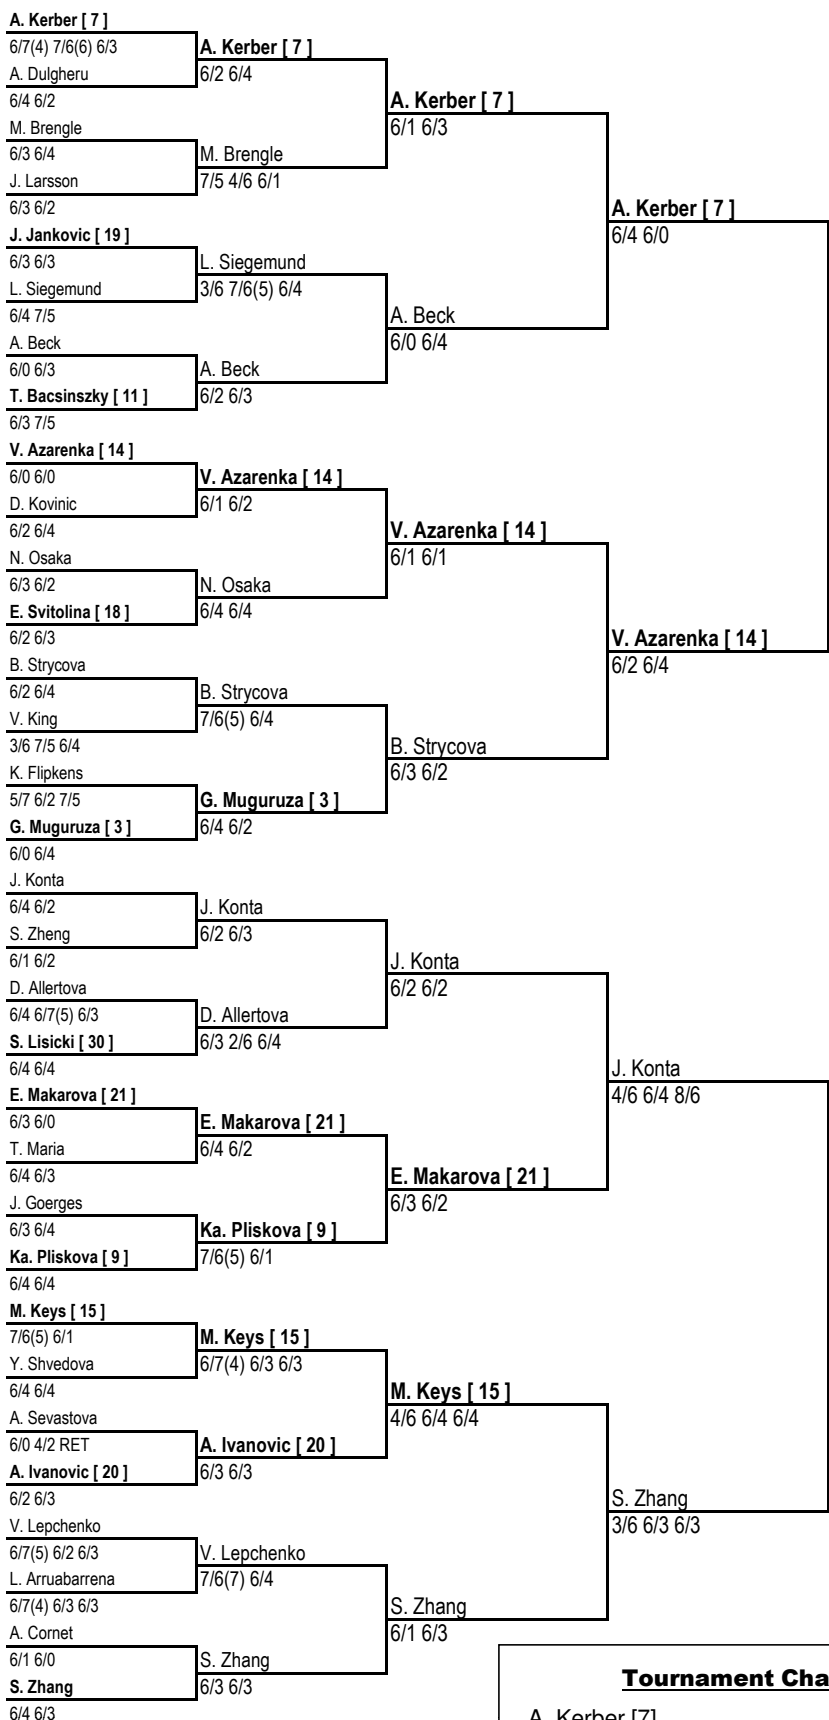 A. Kerber [ 7 ]
6/7(4) 7/6(6) 6/3
A. Kerber [ 7 ]
A. Dulgheru
6/2 6/4
6/4 6/2
A. Kerber [ 7 ]
M. Brengle
6/1 6/3
6/3 6/4
M. Brengle
J. Larsson
7/5 4/6 6/1
6/3 6/2
A. Kerber [ 7 ]
J. Jankovic [ 19 ]
6/4 6/0
6/3 6/3
L. Siegemund
L. Siegemund
3/6 7/6(5) 6/4
6/4 7/5
A. Beck
A. Beck
6/0 6/4
6/0 6/3
A. Beck
T. Bacsinszky [ 11 ]
6/2 6/3
6/3 7/5
V. Azarenka [ 14 ]
6/0 6/0
V. Azarenka [ 14 ]
D. Kovinic
6/1 6/2
6/2 6/4
V. Azarenka [ 14 ]
N. Osaka
6/1 6/1
6/3 6/2
N. Osaka
E. Svitolina [ 18 ]
6/4 6/4
6/2 6/3
V. Azarenka [ 14 ]
B. Strycova
6/2 6/4
6/2 6/4
B. Strycova
V. King
7/6(5) 6/4
3/6 7/5 6/4
B. Strycova
K. Flipkens
6/3 6/2
5/7 6/2 7/5
G. Muguruza [ 3 ]
G. Muguruza [ 3 ]
6/4 6/2
6/0 6/4
J. Konta
6/4 6/2
J. Konta
S. Zheng
6/2 6/3
6/1 6/2
J. Konta
D. Allertova
6/2 6/2
6/4 6/7(5) 6/3
D. Allertova
S. Lisicki [ 30 ]
6/3 2/6 6/4
6/4 6/4
J. Konta
E. Makarova [ 21 ]
4/6 6/4 8/6
6/3 6/0
E. Makarova [ 21 ]
T. Maria
6/4 6/2
6/4 6/3
E. Makarova [ 21 ]
J. Goerges
6/3 6/2
6/3 6/4
Ka. Pliskova [ 9 ]
Ka. Pliskova [ 9 ]
7/6(5) 6/1
6/4 6/4
M. Keys [ 15 ]
7/6(5) 6/1
M. Keys [ 15 ]
Y. Shvedova
6/7(4) 6/3 6/3
6/4 6/4
M. Keys [ 15 ]
A. Sevastova
4/6 6/4 6/4
6/0 4/2 RET
A. Ivanovic [ 20 ]
A. Ivanovic [ 20 ]
6/3 6/3
6/2 6/3
S. Zhang
V. Lepchenko
3/6 6/3 6/3
6/7(5) 6/2 6/3
V. Lepchenko
L. Arruabarrena
7/6(7) 6/4
6/7(4) 6/3 6/3
S. Zhang
A. Cornet
6/1 6/3
6/1 6/0
S. Zhang
S. Zhang
6/3 6/3
6/4 6/3
Tournament Cha
A. Kerber [7]